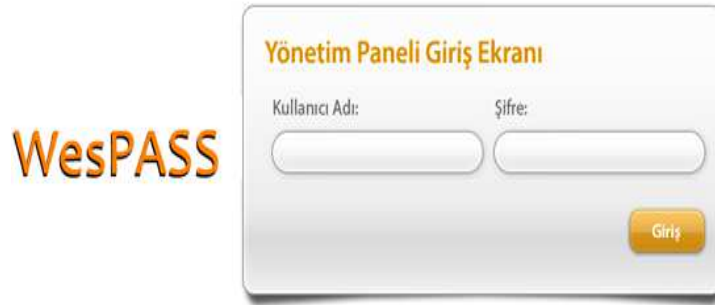 WesPASS
Yönetim Paneli Giriş Ekranı
Kullanıcı Adı:
Şifre:
Giriş